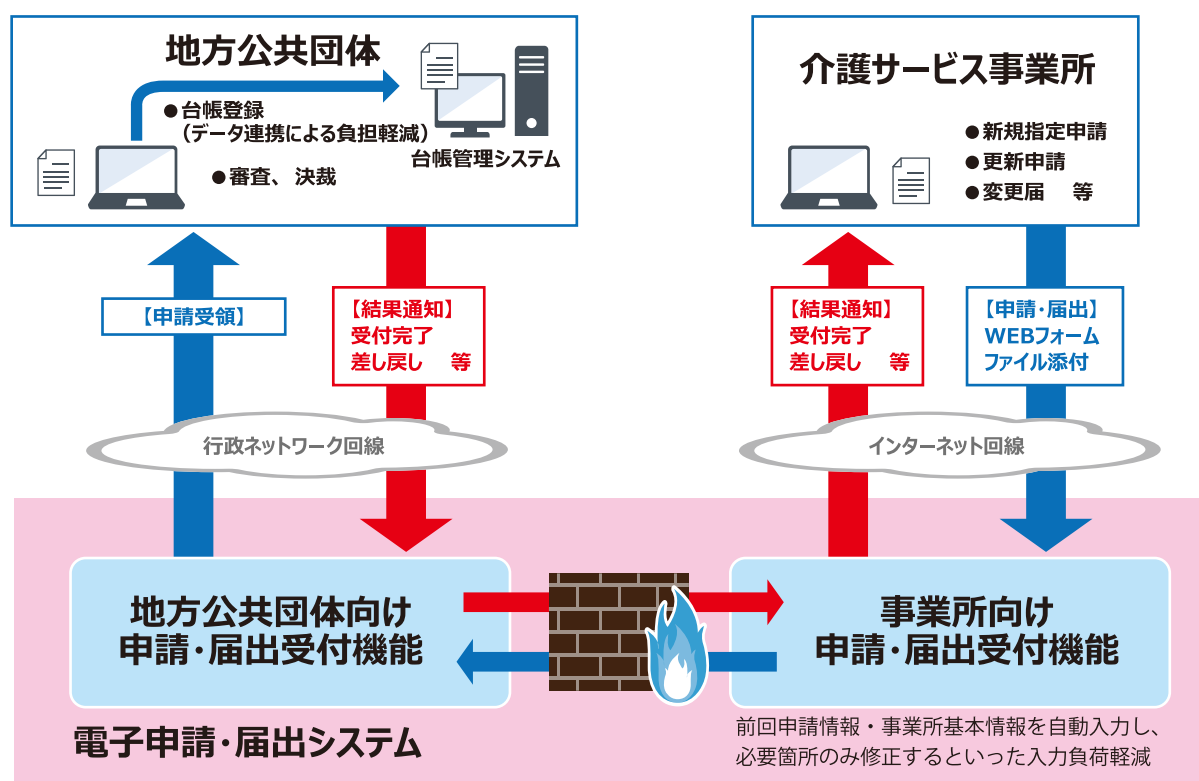 地方公共団体
●台帳登録
（データ連携による負担軽減）
台帳管理システム
●審査、決裁
介護サービス事業所
●新規指定申請
●更新申請
●変更届　等
【申請受領】
【結果通知】
受付完了
差し戻し　等
【結果通知】
受付完了
差し戻し　等
【申請・届出】
WEBフォーム
ファイル添付
行政ネットワーク回線
インターネット回線
地方公共団体向け
申請・届出受付機能
事業所向け
申請・届出受付機能
電子申請・届出システム
前回申請情報・事業所基本情報を自動入力し、
必要箇所のみ修正するといった入力負荷軽減